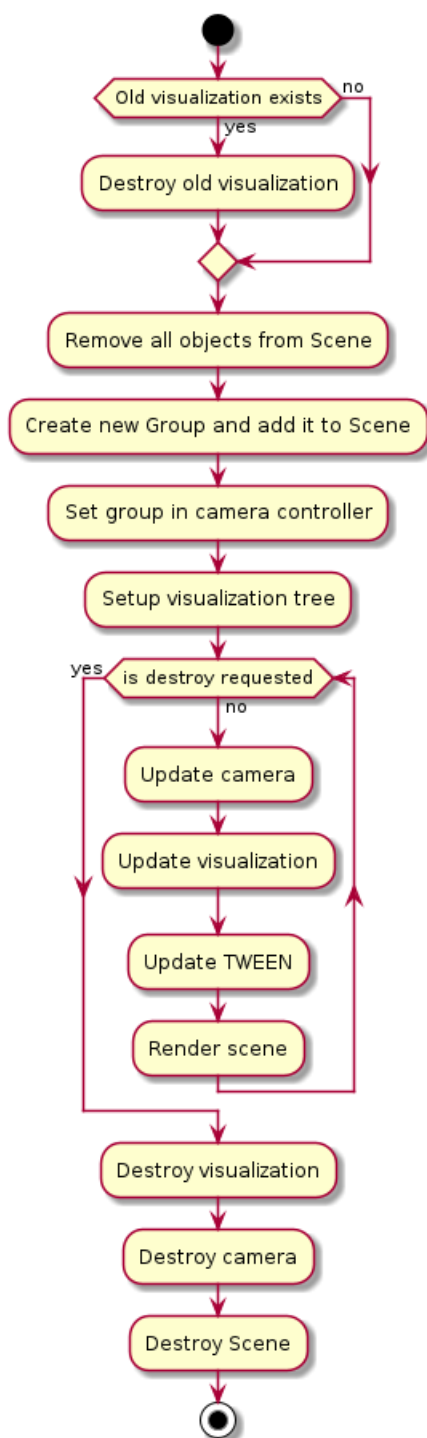 Old visualization exists
no
yes
Destroy old visualization
Remove all objects from Scene
Create new Group and add it to Scene
Set group in camera controller
Setup visualization tree
yes
is destroy requested
no
Update camera
Update visualization
Update TWEEN
Render scene
Destroy visualization
Destroy camera
Destroy Scene